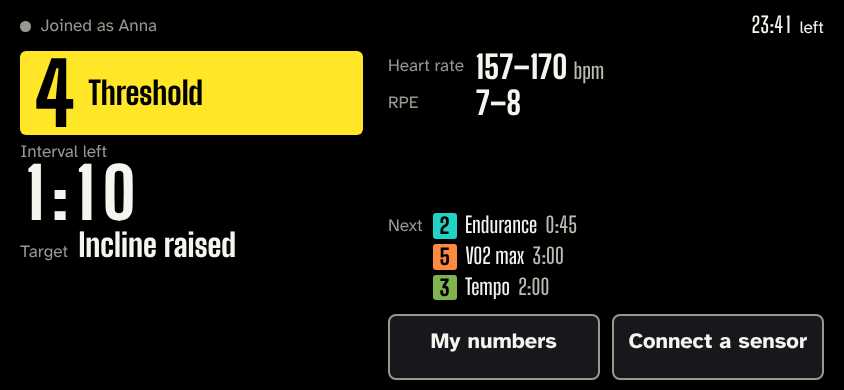 Joined as Anna
23:41 left
4 Threshold
Interval left
1:10
Target Incline raised
Heart rate 157–170 bpm
RPE 7–8
Next 2 Endurance 0:45
5 VO2 max 3:00
3 Tempo 2:00
My numbers
Connect a sensor